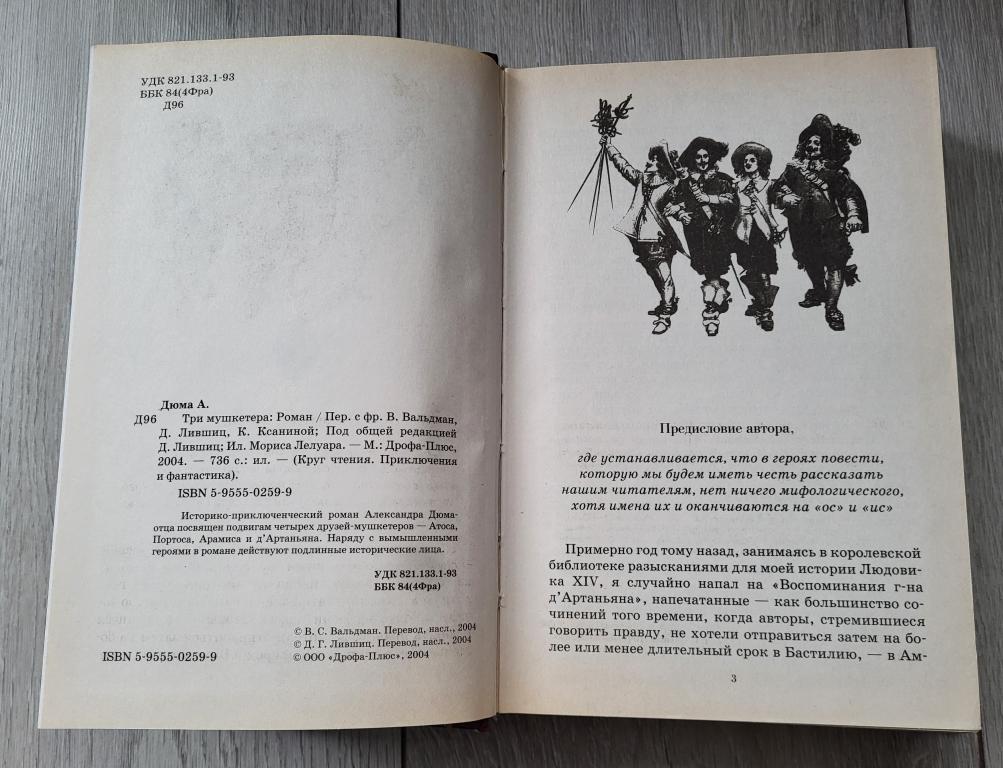 УДК 821.133.1-93
ББК 84(4Фра)
Д96
Дюма А.
Д96 Три мушкетера: Роман / Пер. с фр. В. Вальдман,
Д. Лившиц, К. Ксаниной; Под общей редакцией
Д. Лившиц; Ил. Мориса Лелуара. — М.: Дрофа-Плюс,
2004. — 736 с.: ил. — (Круг чтения. Приключения
и фантастика).
ISBN 5-9555-0259-9
Историко-приключенческий роман Александра Дюма-
отца посвящен подвигам четырех друзей-мушкетеров — Атоса,
Портоса, Арамиса и д’Артаньяна. Наряду с вымышленными
героями в романе действуют подлинные исторические лица.
УДК 821.133.1-93
ББК 84(4Фра)
© В. С. Вальдман. Перевод, насл., 2004
© Д. Г. Лившиц. Перевод, насл., 2004
ISBN 5-9555-0259-9 © ООО «Дрофа-Плюс», 2004
Предисловие автора,
где устанавливается, что в героях повести,
которую мы будем иметь честь рассказать
нашим читателям, нет ничего мифологического,
хотя имена их и оканчиваются на «ос» и «ис»
Примерно год тому назад, занимаясь в королевской
библиотеке разысканиями для моей истории Людови-
ка XIV, я случайно напал на «Воспоминания г-на
д’Артаньяна», напечатанные — как большинство со-
чинений того времени, когда авторы, стремившиеся
говорить правду, не хотели отправиться затем на бо-
лее или менее длительный срок в Бастилию, — в Ам-
3